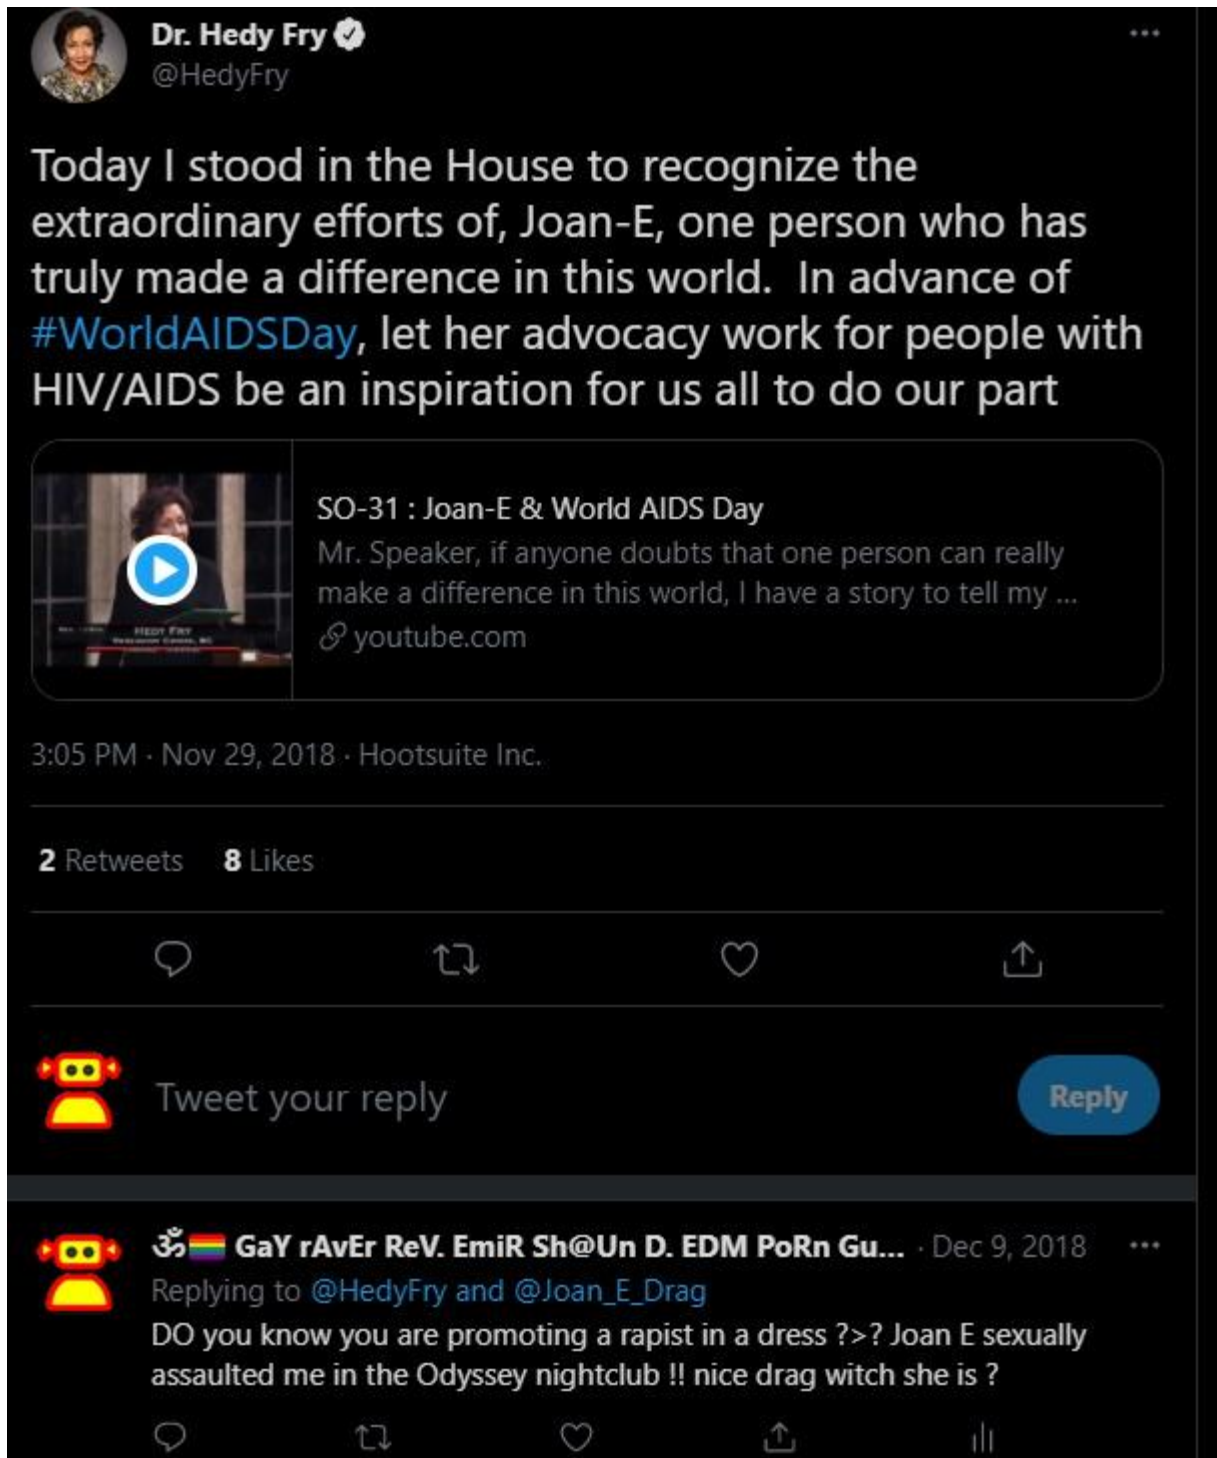 Dr. Hedy Fry
@HedyFry
Today I stood in the House to recognize the
extraordinary efforts of, Joan-E, one person who has
truly made a difference in this world.  In advance of
#WorldAIDSDay, let her advocacy work for people with
HIV/AIDS be an inspiration for us all to do our part
HEDY FRY
SO-31 : Joan-E & World AIDS Day
Mr. Speaker, if anyone doubts that one person can really
make a difference in this world, I have a story to tell my ...
youtube.com
3:05 PM · Nov 29, 2018 · Hootsuite Inc.
2 Retweets 8 Likes
Tweet your reply
Reply
ॐ GaY rAvEr ReV. EmiR Sh@Un D. EDM PoRn Gu... · Dec 9, 2018
Replying to @HedyFry and @Joan_E_Drag
DO you know you are promoting a rapist in a dress ?>? Joan E sexually
assaulted me in the Odyssey nightclub !! nice drag witch she is ?